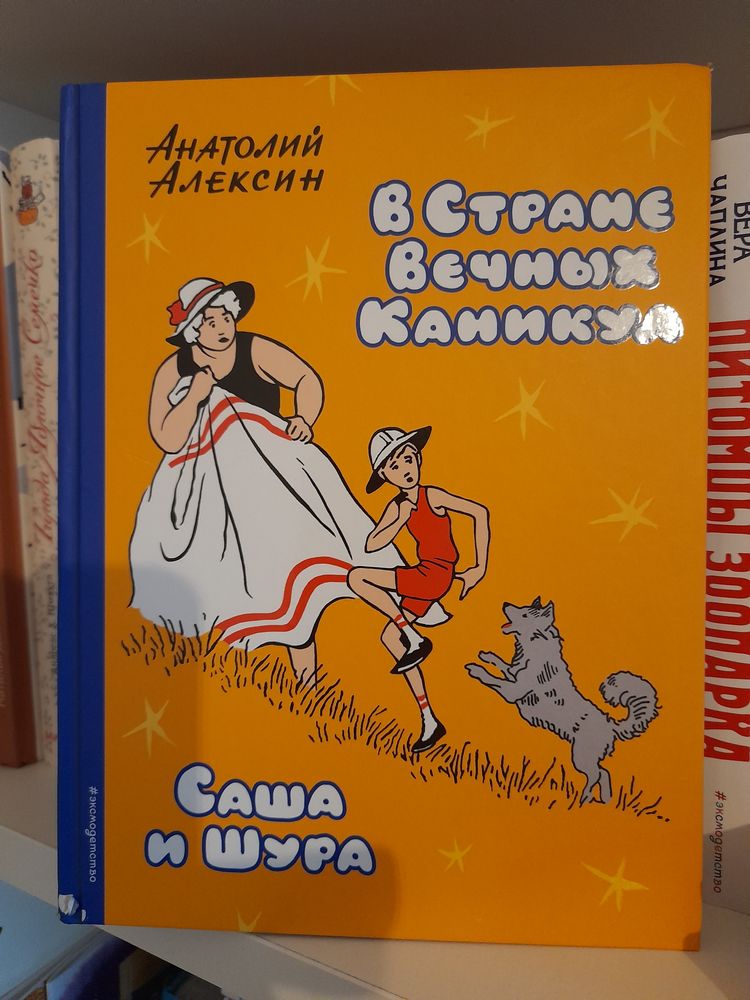 Анатолий
Алексин
В Стране
Вечных
Каникул
Саша
и Шура
#эксмодетство
ВЕРА
ЧАПЛИНА
ПИТОМЦЫ ЗООПАРКА
#эксмодетство